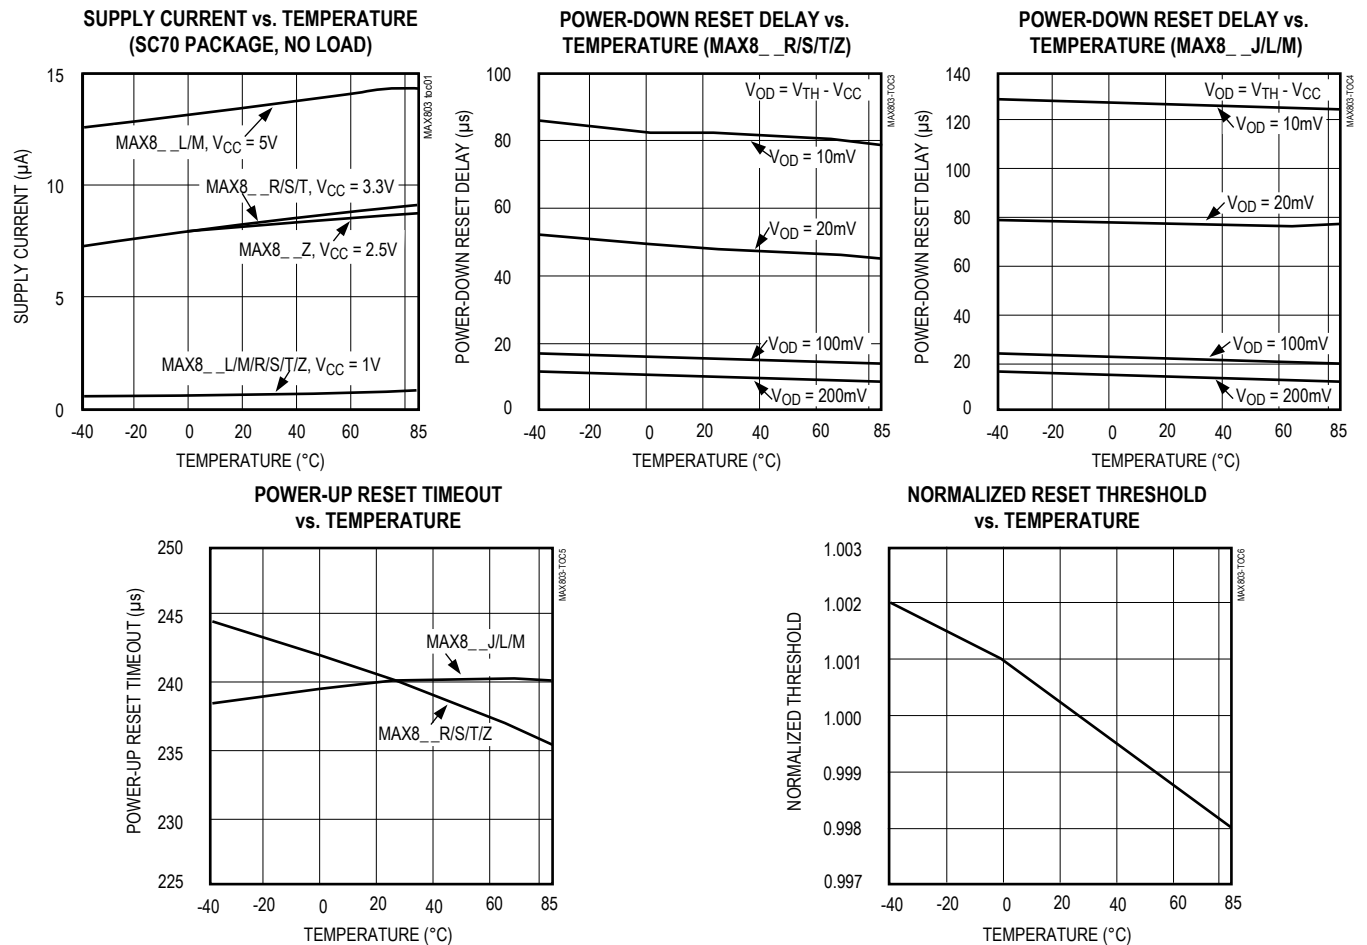 SUPPLY CURRENT vs. TEMPERATURE
(SC70 PACKAGE, NO LOAD)
MAX803 toc01
SUPPLY CURRENT (µA)
15
10
5
0
MAX8_ _L/M, VCC = 5V
MAX8_ _R/S/T, VCC = 3.3V
MAX8_ _Z, VCC = 2.5V
MAX8_ _L/M/R/S/T/Z, VCC = 1V
-40 -20 0 20 40 60 85
TEMPERATURE (°C)
POWER-DOWN RESET DELAY vs.
TEMPERATURE (MAX8_ _R/S/T/Z)
MAX803-TOC3
POWER-DOWN RESET DELAY (µs)
100
80
60
40
20
0
VOD = VTH - VCC
VOD = 10mV
VOD = 20mV
VOD = 100mV
VOD = 200mV
-40 -20 0 20 40 60 85
TEMPERATURE (°C)
POWER-DOWN RESET DELAY vs.
TEMPERATURE (MAX8_ _J/L/M)
MAX803-TOC4
POWER-DOWN RESET DELAY (µs)
140
120
100
80
60
40
20
0
VOD = VTH - VCC
VOD = 10mV
VOD = 20mV
VOD = 100mV
VOD = 200mV
-40 -20 0 20 40 60 85
TEMPERATURE (°C)
POWER-UP RESET TIMEOUT
vs. TEMPERATURE
MAX803-TOC5
POWER-UP RESET TIMEOUT (µs)
250
245
240
235
230
225
MAX8_ _J/L/M
MAX8_ _R/S/T/Z
-40 -20 0 20 40 60 85
TEMPERATURE (°C)
NORMALIZED RESET THRESHOLD
vs. TEMPERATURE
MAX803-TOC6
NORMALIZED THRESHOLD
1.003
1.002
1.001
1.000
0.999
0.998
0.997
-40 -20 0 20 40 60 85
TEMPERATURE (°C)